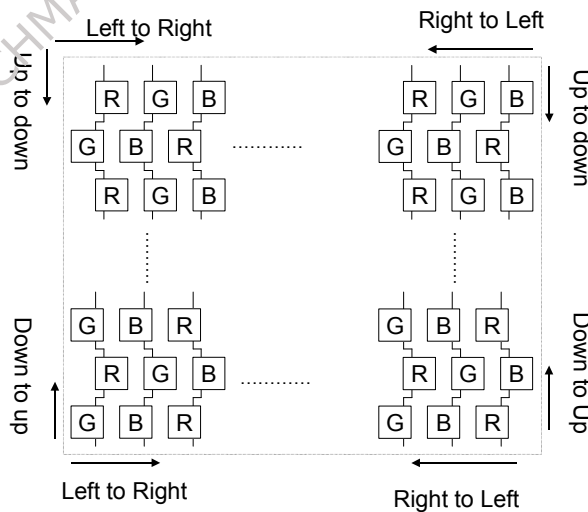 CHMA
Left to Right
Right to Left
Up to down
Up to down
R G B R G B
G B R ............ G B R
R G B R G B
G B R G B R
R G B ............ R G B
G B R G B R
Down to up
Down to Up
Left to Right
Right to Left